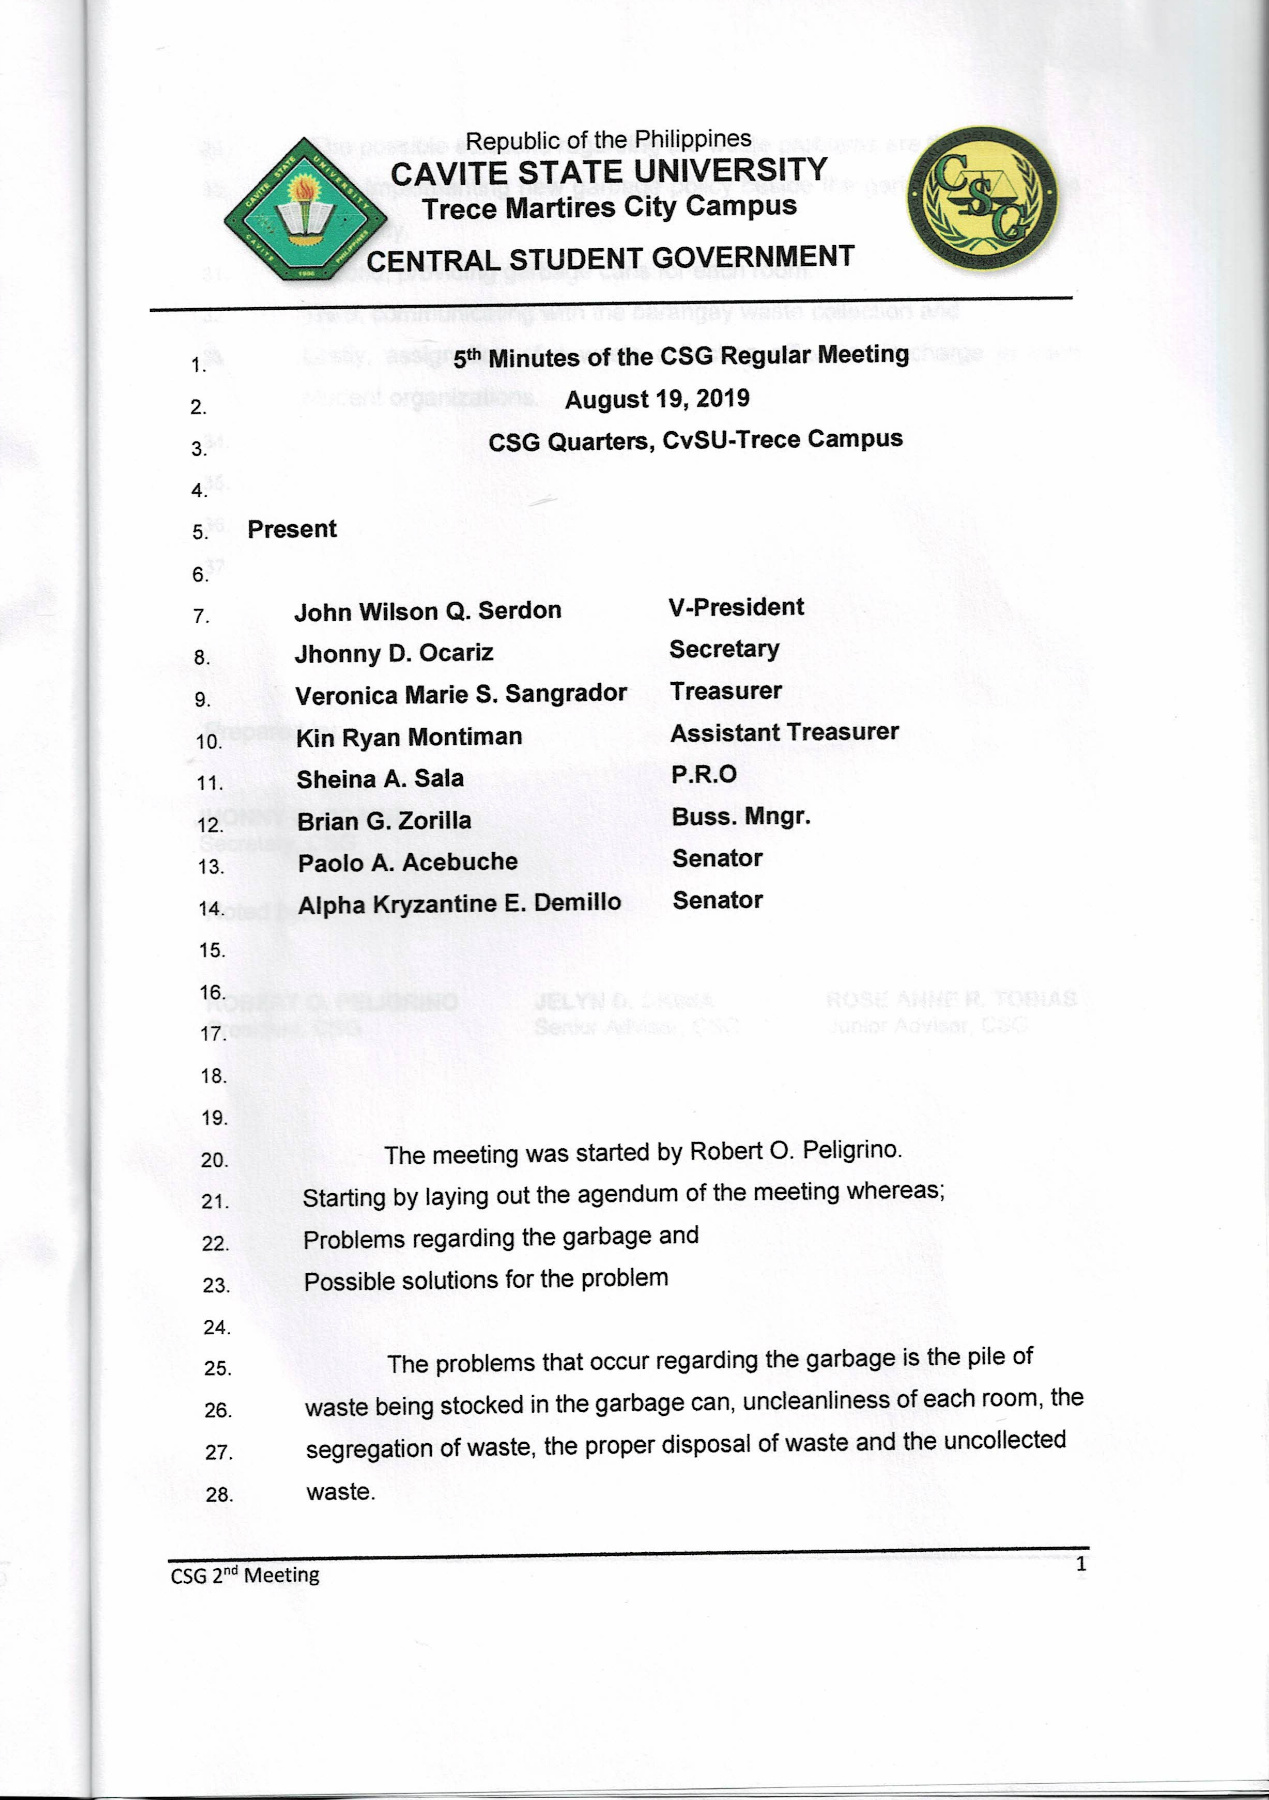 Republic of the Philippines
CAVITE STATE UNIVERSITY
Trece Martires City Campus
CENTRAL STUDENT GOVERNMENT
CAVITE STATE UNIVERSITY
CAVITE PHILIPPINES
1906
CSG
1. 5th Minutes of the CSG Regular Meeting
2. August 19, 2019
3. CSG Quarters, CvSU-Trece Campus
4.
5. Present
6.
7. John Wilson Q. Serdon V-President
8. Jhonny D. Ocariz Secretary
9. Veronica Marie S. Sangrador Treasurer
10. Kin Ryan Montiman Assistant Treasurer
11. Sheina A. Sala P.R.O
12. Brian G. Zorilla Buss. Mngr.
13. Paolo A. Acebuche Senator
14. Alpha Kryzantine E. Demillo Senator
15.
16.
17.
18.
19.
20. The meeting was started by Robert O. Peligrino.
21. Starting by laying out the agendum of the meeting whereas;
22. Problems regarding the garbage and
23. Possible solutions for the problem
24.
25. The problems that occur regarding the garbage is the pile of
26. waste being stocked in the garbage can, uncleanliness of each room, the
27. segregation of waste, the proper disposal of waste and the uncollected
28. waste.
CSG 2nd Meeting 1